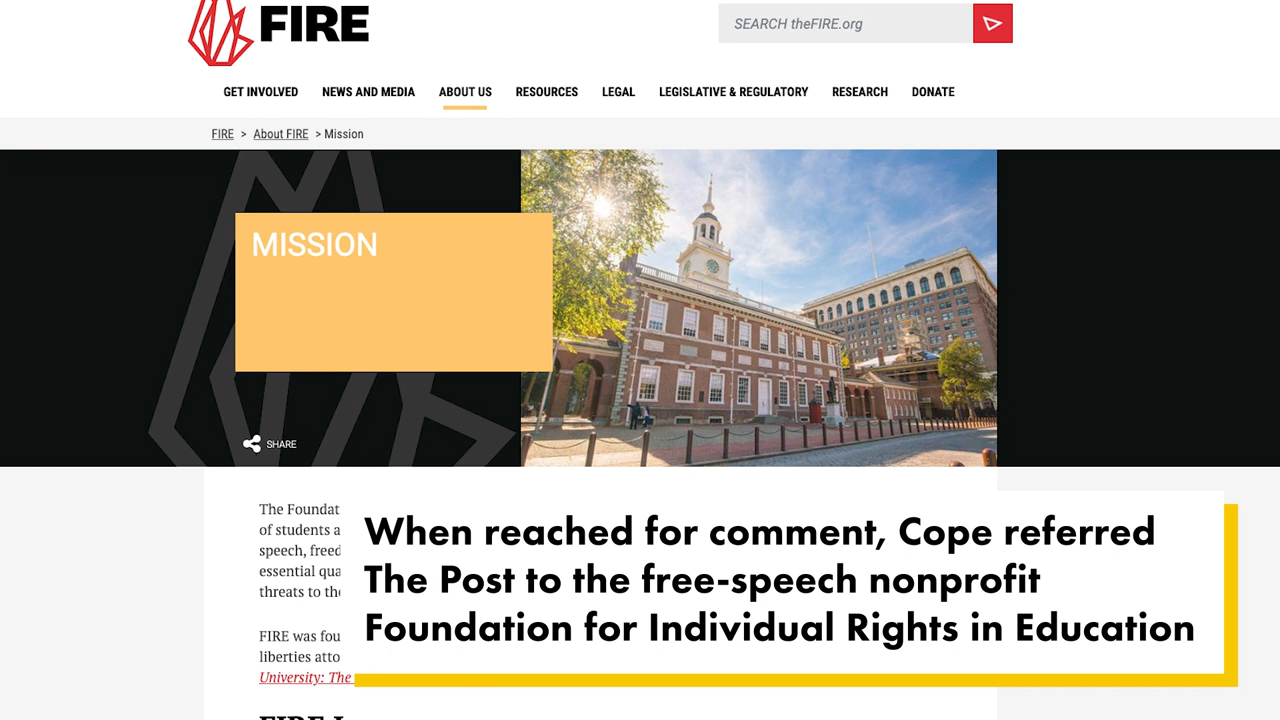 FIRE
SEARCH theFIRE.org
GET INVOLVED NEWS AND MEDIA ABOUT US RESOURCES LEGAL LEGISLATIVE & REGULATORY RESEARCH DONATE
FIRE > About FIRE > Mission
MISSION
SHARE
The Foundat
of students a
speech, freed
essential qua
threats to the
FIRE was fou
liberties atto
University: The
When reached for comment, Cope referred
The Post to the free-speech nonprofit
Foundation for Individual Rights in Education